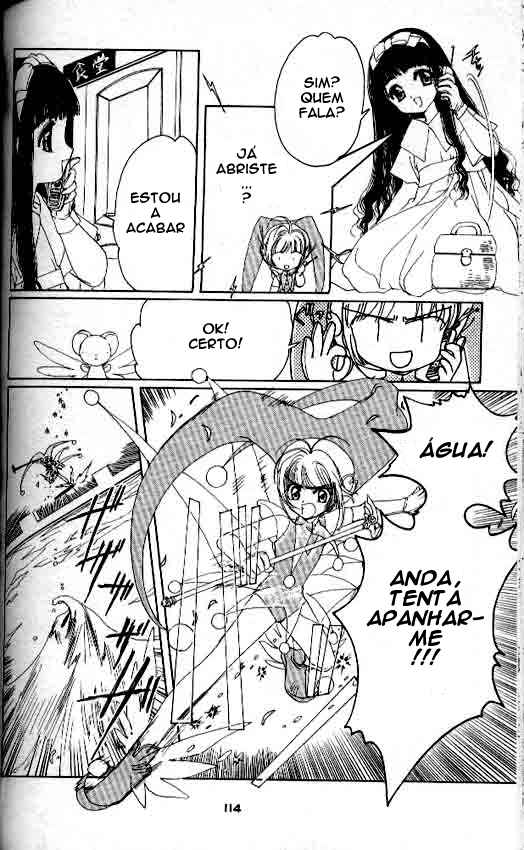 SIM?
QUEM
FALA?
JÁ
ABRISTE
...
?
食堂
ESTOU
A
ACABAR
OK!
CERTO!
ÁGUA!
ANDA,
TENTA
APANHAR-
ME
!!!
114